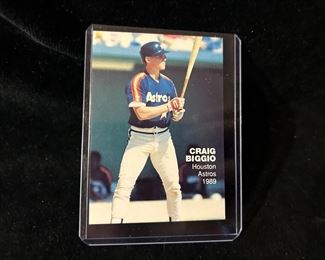 Astros
CRAIG
BIGGIO
Houston
Astros
1989